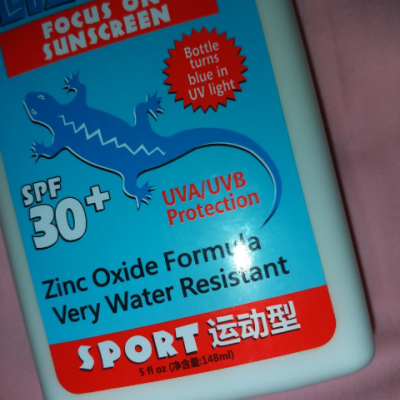 FOCUS ON
SUNSCREEN
Bottle
turns
blue in
UV light
SPF
30+
UVA/UVB
Protection
Zinc Oxide Formula
Very Water Resistant
SPORT 运动型
5 fl oz (净含量:148ml)